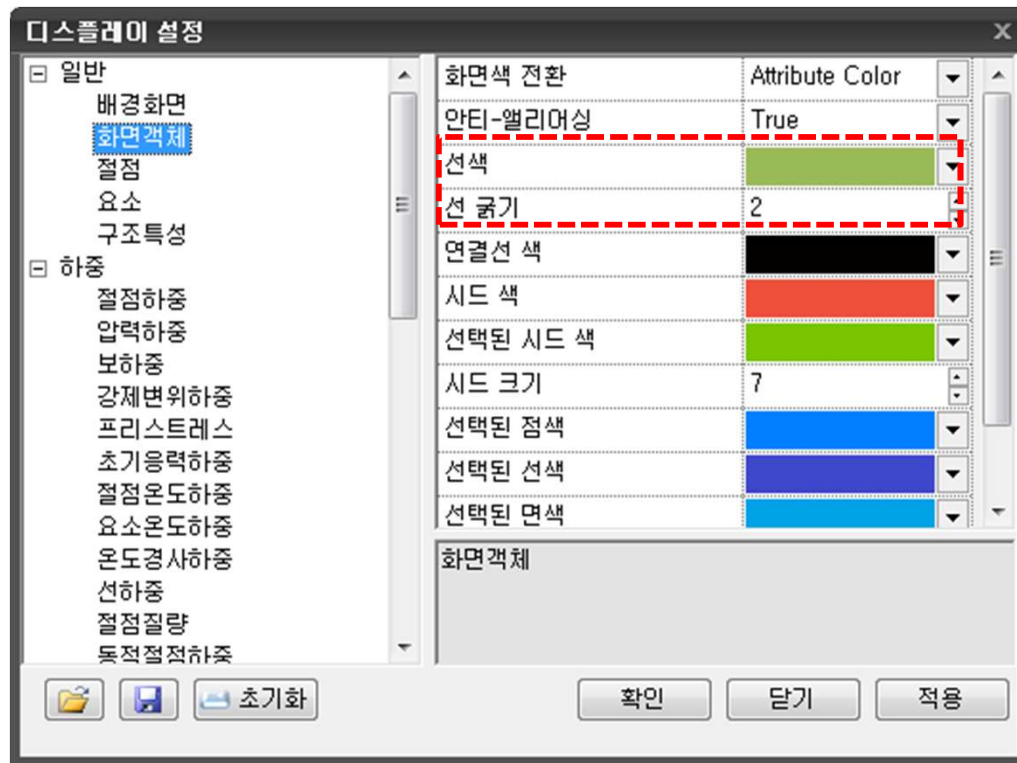 디스플레이 설정
일반
배경화면
화면객체
절점
요소
구조특성
하중
절점하중
압력하중
보하중
강제변위하중
프리스트레스
초기응력하중
절점온도하중
요소온도하중
온도경사하중
선하중
절점질량
동적절점하중
화면색 전환 Attribute Color
안티-앨리어싱 True
선색
선 굵기 2
연결선 색
시드 색
선택된 시드 색
시드 크기 7
선택된 점색
선택된 선색
선택된 면색
화면객체
초기화 확인 닫기 적용